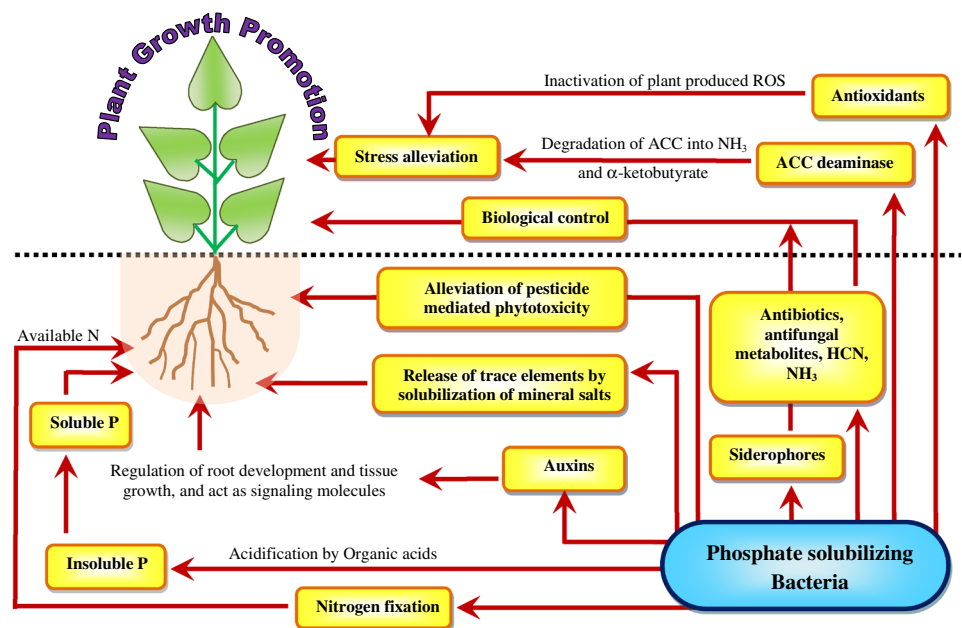 Plant Growth Promotion
Inactivation of plant produced ROS
Antioxidants
Stress alleviation
Degradation of ACC into NH₃
and α-ketobutyrate
ACC deaminase
Biological control
Alleviation of pesticide
mediated phytotoxicity
Antibiotics,
antifungal
metabolites, HCN,
NH₃
Available N
Release of trace elements by
solubilization of mineral salts
Soluble P
Regulation of root development and tissue
growth, and act as signaling molecules
Auxins
Siderophores
Insoluble P
Acidification by Organic acids
Phosphate solubilizing
Bacteria
Nitrogen fixation